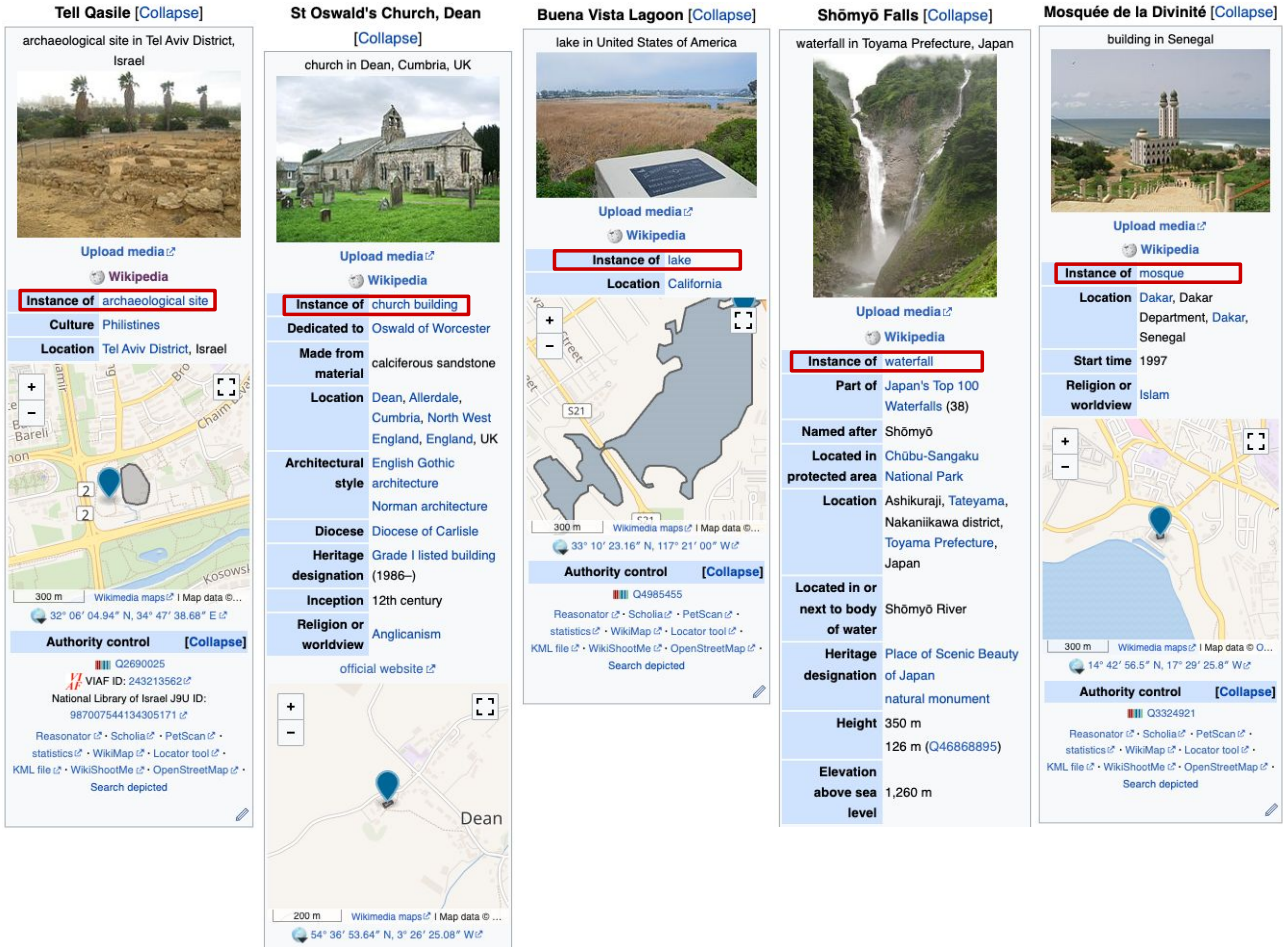 Tell Qasile [Collapse]
archaeological site in Tel Aviv District,
Israel
Upload media
Wikipedia
Instance of archaeological site
Culture Philistines
Location Tel Aviv District, Israel
+
−
Bareli
Chaim Leva
2
2
Kosows
300 m Wikimedia maps | Map data ©...
32° 06′ 04.94″ N, 34° 47′ 38.68″ E
Authority control [Collapse]
Q2690025
VIAF VIAF ID: 243213562
National Library of Israel J9U ID:
987007544134305171
Reasonator • Scholia • PetScan •
statistics • WikiMap • Locator tool •
KML file • WikiShootMe • OpenStreetMap •
Search depicted
St Oswald's Church, Dean
[Collapse]
church in Dean, Cumbria, UK
Upload media
Wikipedia
Instance of church building
Dedicated to Oswald of Worcester
Made from
material calciferous sandstone
Location Dean, Allerdale,
Cumbria, North West
England, England, UK
Architectural English Gothic
style architecture
Norman architecture
Diocese Diocese of Carlisle
Heritage Grade I listed building
designation (1986–)
Inception 12th century
Religion or
worldview Anglicanism
official website
+
−
Dean
200 m Wikimedia maps | Map data © ...
54° 36′ 53.64″ N, 3° 26′ 25.08″ W
Buena Vista Lagoon [Collapse]
lake in United States of America
Upload media
Wikipedia
Instance of lake
Location California
+
−
Street
S21
S21
300 m Wikimedia maps | Map data ©...
33° 10′ 23.16″ N, 117° 21′ 00″ W
Authority control [Collapse]
Q4985455
Reasonator • Scholia • PetScan •
statistics • WikiMap • Locator tool •
KML file • WikiShootMe • OpenStreetMap •
Search depicted
Shōmyō Falls [Collapse]
waterfall in Toyama Prefecture, Japan
Upload media
Wikipedia
Instance of waterfall
Part of Japan's Top 100
Waterfalls (38)
Named after Shōmyō
Located in Chūbu-Sangaku
protected area National Park
Location Ashikuraji, Tateyama,
Nakaniikawa district,
Toyama Prefecture,
Japan
Located in or
next to body Shōmyō River
of water
Heritage Place of Scenic Beauty
designation of Japan
natural monument
Height 350 m
126 m (Q46868895)
Elevation
above sea 1,260 m
level
Mosquée de la Divinité [Collapse]
building in Senegal
Upload media
Wikipedia
Instance of mosque
Location Dakar, Dakar
Department, Dakar,
Senegal
Start time 1997
Religion or
worldview Islam
+
−
300 m Wikimedia maps | Map data © O...
14° 42′ 56.5″ N, 17° 29′ 25.8″ W
Authority control [Collapse]
Q3324921
Reasonator • Scholia • PetScan •
statistics • WikiMap • Locator tool •
KML file • WikiShootMe • OpenStreetMap •
Search depicted